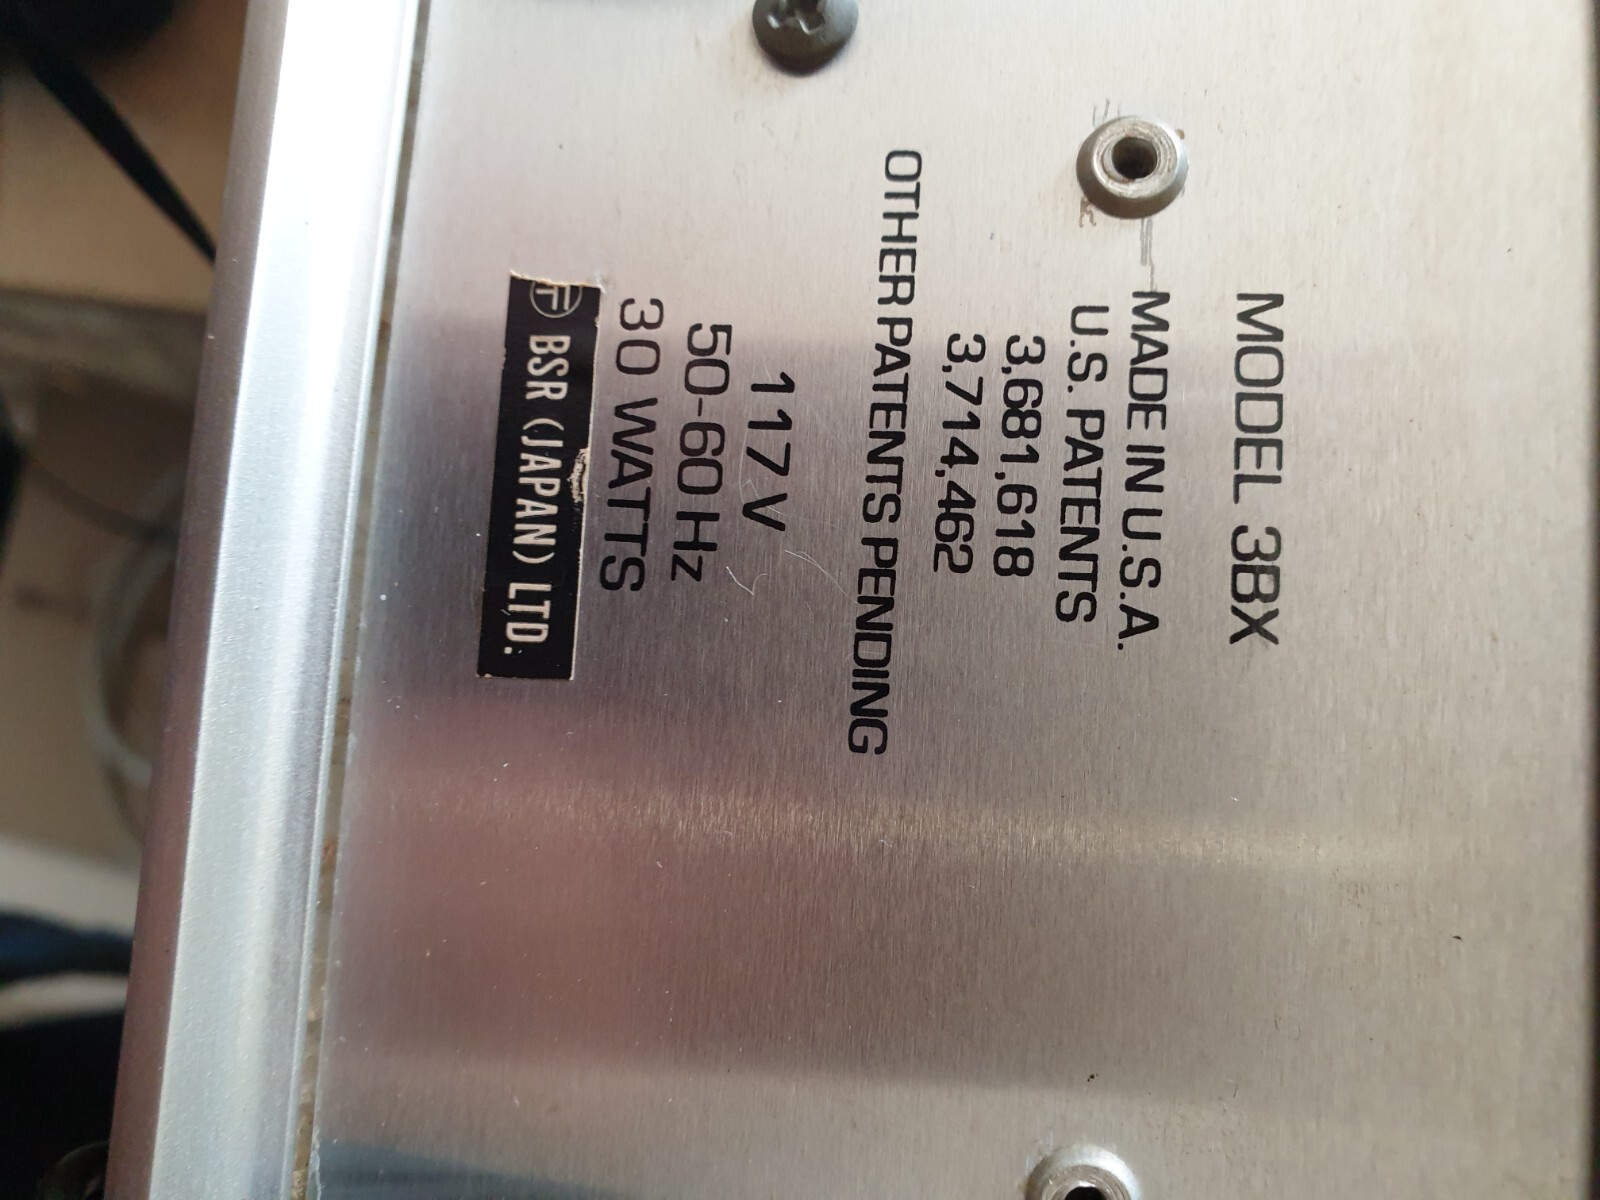 MODEL 3BX
MADE IN U.S.A.
U.S. PATENTS
3,681,618
3,714,462
OTHER PATENTS PENDING
117 V
50-60 Hz
30 WATTS
BSR (JAPAN) LTD.